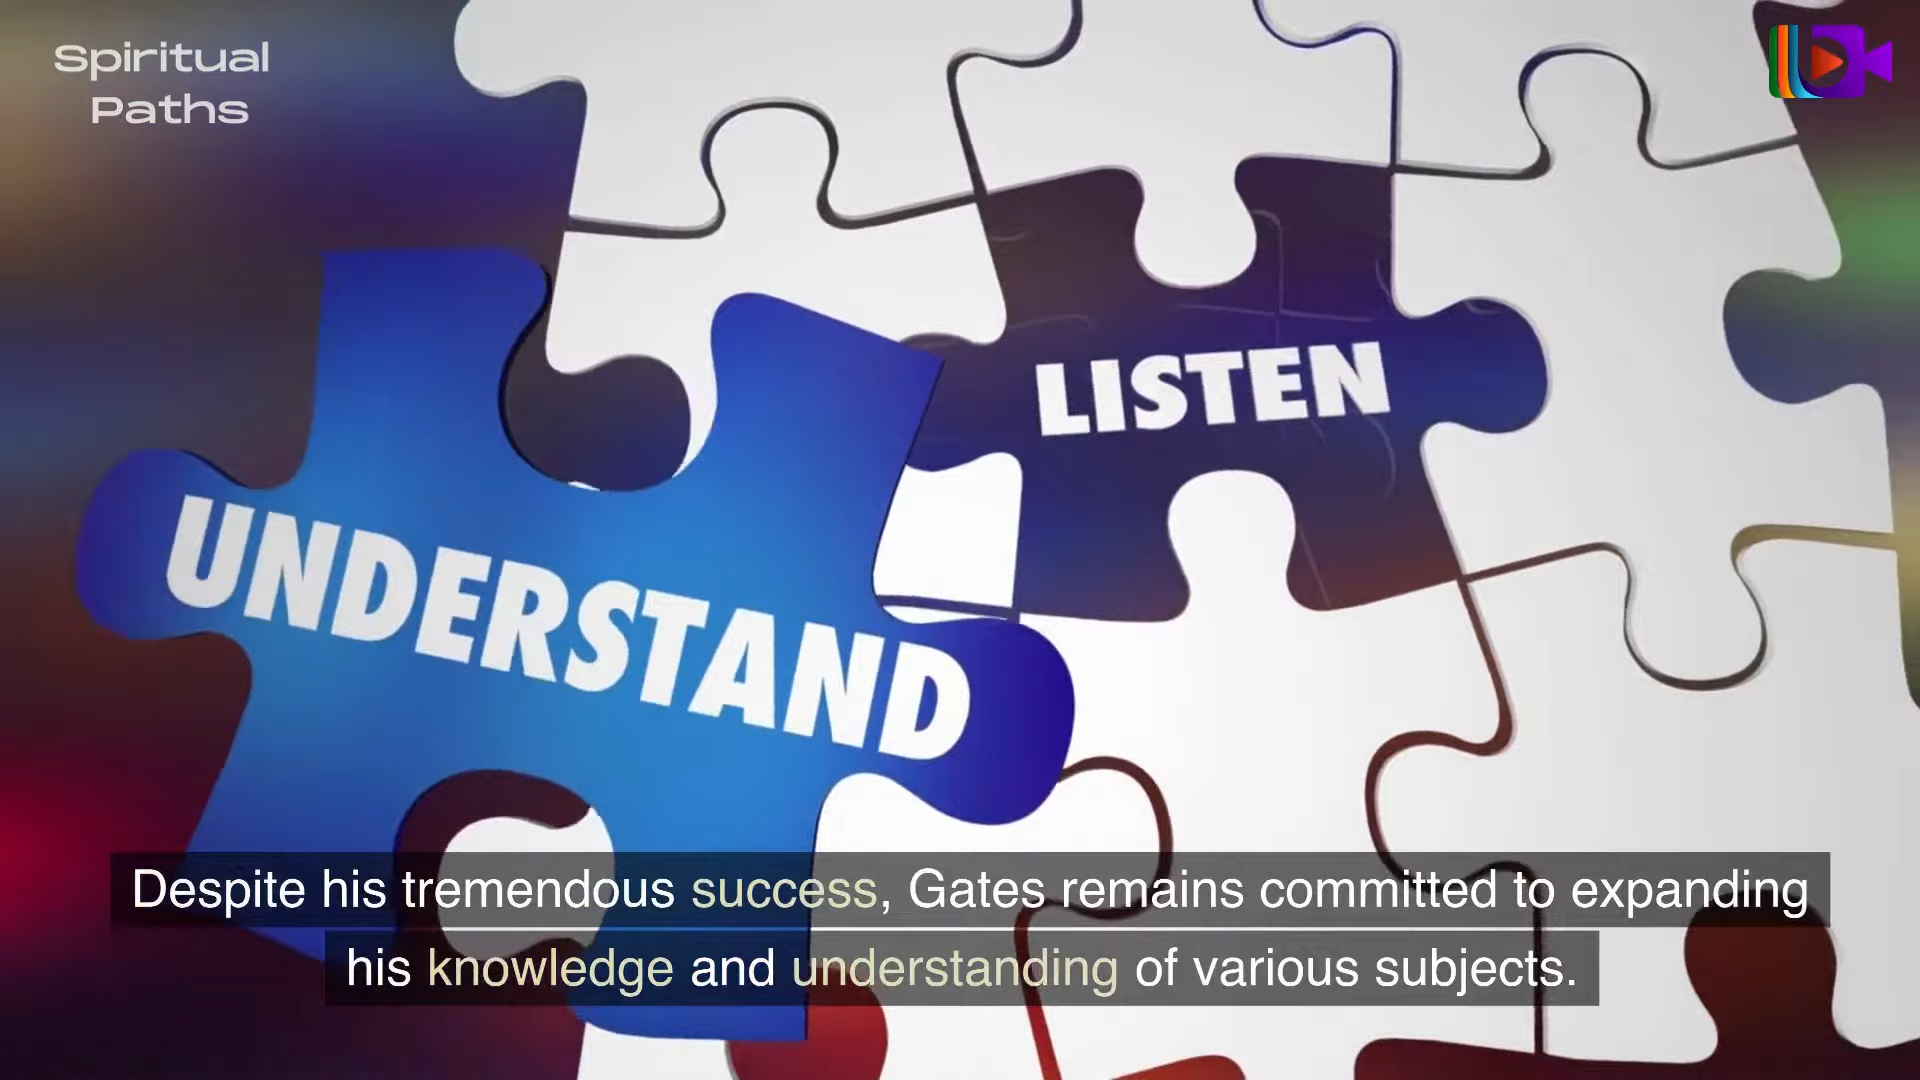 Spiritual
Paths
LISTEN
UNDERSTAND
Despite his tremendous success, Gates remains committed to expanding
his knowledge and understanding of various subjects.